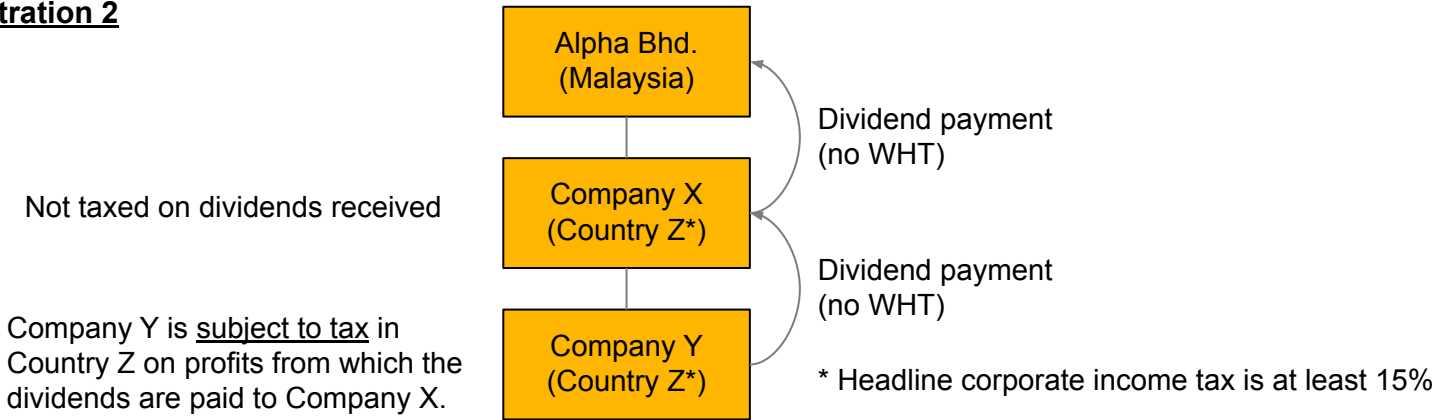 tration 2
Alpha Bhd.
(Malaysia)
Dividend payment
(no WHT)
Not taxed on dividends received
Company X
(Country Z*)
Dividend payment
(no WHT)
Company Y is subject to tax in
Country Z on profits from which the
dividends are paid to Company X.
Company Y
(Country Z*)
* Headline corporate income tax is at least 15%